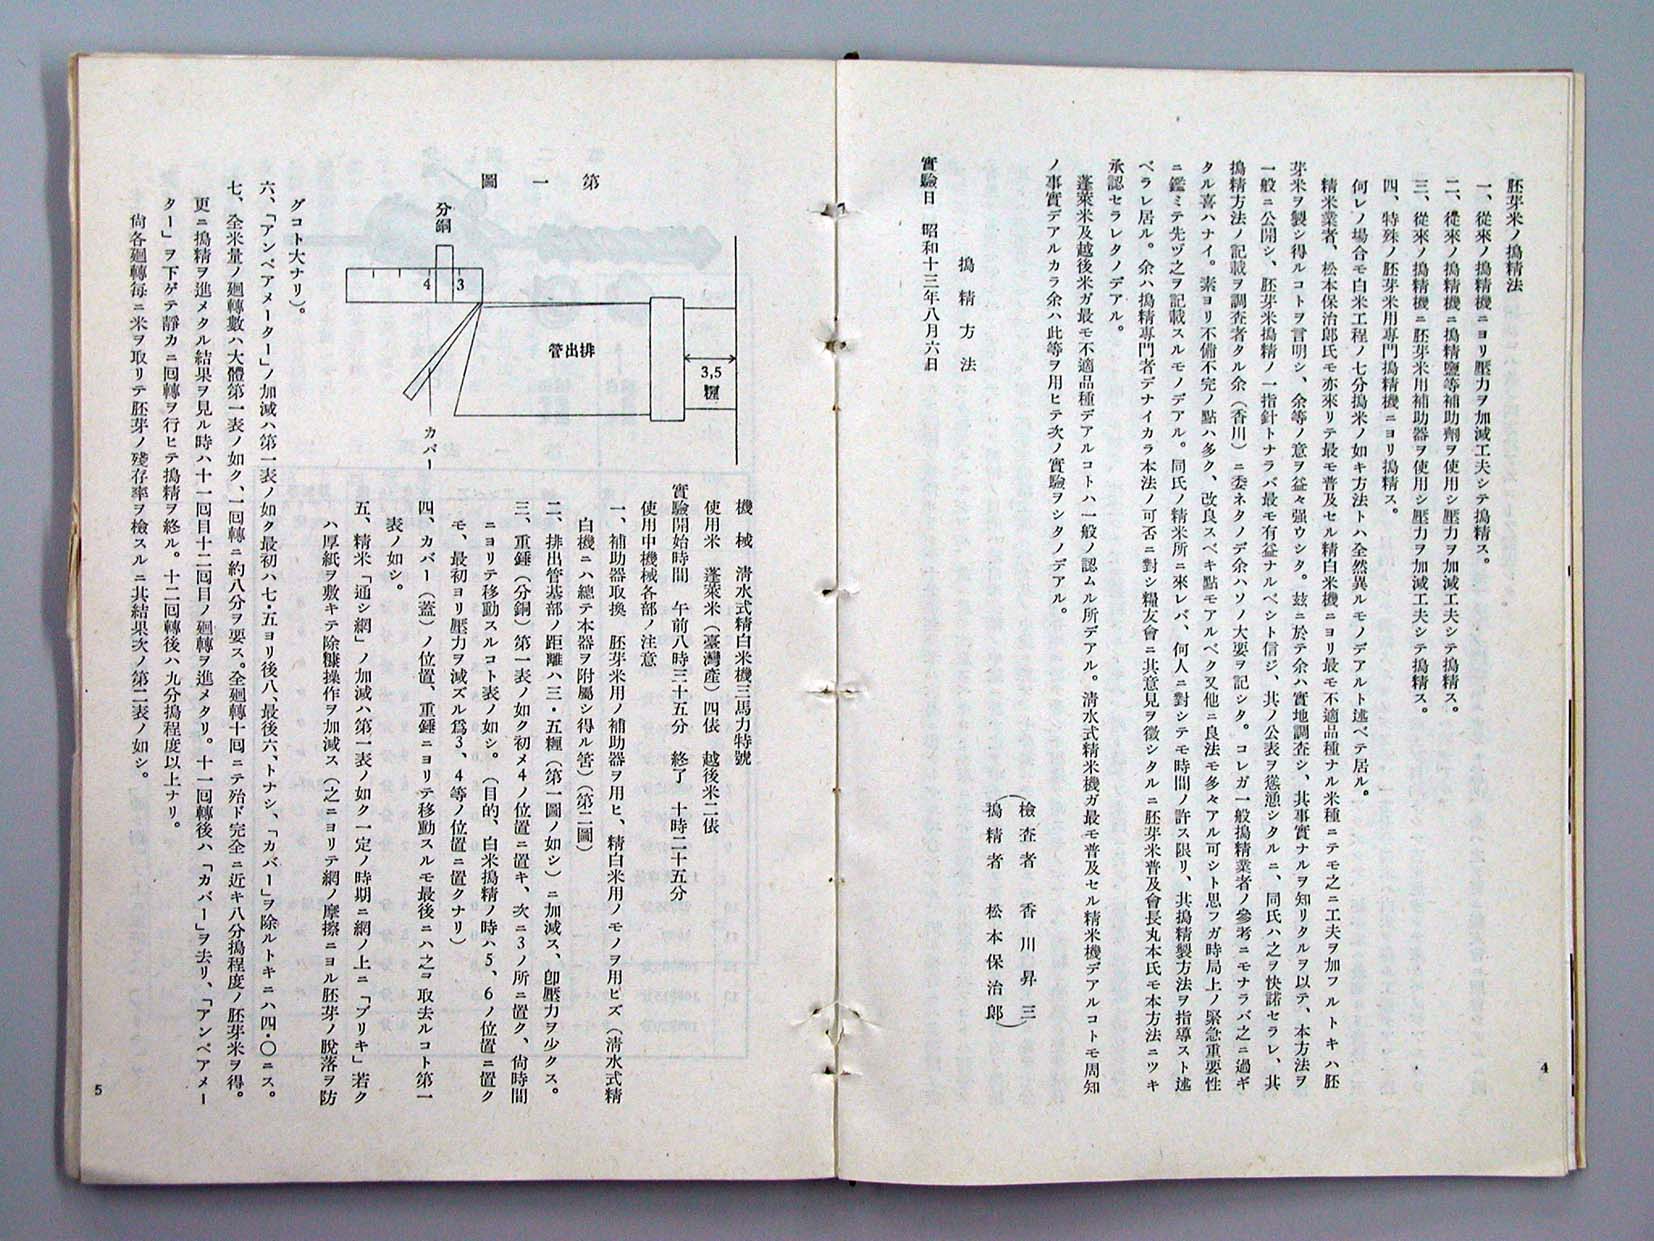 胚芽米ノ搗精法
一、從來ノ搗精機ニヨリ壓力ヲ加減工夫シテ搗精ス。
二、從來ノ搗精機ニ搗精鹽等補助劑ヲ使用シ壓力ヲ加減工夫シテ搗精ス。
三、從來ノ搗精機ニ胚芽米用補助器ヲ使用シ壓力ヲ加減工夫シテ搗精ス。
四、特殊ノ胚芽米用專門搗精機ニヨリ搗精ス。
何レノ場合モ白米工程ノ七分搗米ノ如キ方法トハ全然異ルモノデアルト述ベテ居ル。
精米業者、松本保治郎氏モ亦來リテ最モ普及セル精白米機ニヨリ最モ不適品種ナル米種ニテモ之ニ工夫ヲ加フルトキハ胚
芽米ヲ製シ得ルコトヲ言明シ、余等ノ意ヲ益々强ウシタ。玆ニ於テ余ハ實地調査シ、其事實ナルヲ知リタルヲ以テ、本方法ヲ
一般ニ公開シ、胚芽米搗精ノ一指針トナラバ最モ有益ナルベシト信ジ、其ノ公表ヲ慫慂シタルニ、同氏ハ之ヲ快諾セラレ、其
搗精方法ノ記載ヲ調査者タル余（香川）ニ委ネタノデ余ハソノ大要ヲ記シタ。コレガ一般搗精業者ノ參考ニモナラバ之ニ過ギ
タル喜ハナイ。素ヨリ不備不完ノ點ハ多ク、改良スベキ點モアルベク又他ニ良法モ多々アル可シト思フガ時局上ノ緊急重要性
ニ鑑ミテ先ヅ之ヲ記載スルモノデアル。同氏ノ精米所ニ來レバ、何人ニ對シテモ時間ノ許ス限リ、其搗精製方法ヲ指導スト述
ベラレ居ル。余ハ搗精專門者デナイカラ本法ノ可否ニ對シ糧友會ニ其意見ヲ徵シタルニ胚芽米普及會長丸本氏モ本方法ニツキ
承認セラレタノデアル。
蓬萊米及越後米ガ最モ不適品種デアルコトハ一般ノ認ムル所デアル。淸水式精米機ガ最モ普及セル精米機デアルコトモ周知
ノ事實デアルカラ余ハ此等ヲ用ヒテ次ノ實驗ヲシタノデアル。
（檢査者　香川昇三
搗精者　松本保治郎）
搗精方法
實驗日　昭和十三年八月六日
4
機械　淸水式精白米機三馬力特號
使用米　蓬萊米（臺灣產）四俵　越後米二俵
實驗開始時間　午前八時三十五分　終了　十時二十五分
使用中機械各部ノ注意
一、補助器取換　胚芽米用ノ補助器ヲ用ヒ、精白米用ノモノヲ用ヒズ（淸水式精
白機ニハ總テ本器ヲ附屬シ得ル筈）（第二圖）
二、排出管基部ノ距離ハ三・五糎（第一圖ノ如シ）ニ加減ス、卽壓力ヲ少クス。
三、重錘（分銅）第一表ノ如ク初メ4ノ位置ニ置キ、次ニ3ノ所ニ置ク、尙時間
ニヨリテ移動スルコト表ノ如シ。（目的、白米搗精ノ時ハ5、6ノ位置ニ置ク
モ、最初ヨリ壓力ヲ減ズル爲3、4等ノ位置ニ置クナリ）
四、カバー（蓋）ノ位置、重錘ニヨリテ移動スルモ最後ニハ之ヲ取去ルコト第一
表ノ如シ。
五、精米「通シ網」ノ加減ハ第一表ノ如ク一定ノ時期ニ網ノ上ニ「ブリキ」若ク
ハ厚紙ヲ敷キテ除糠操作ヲ加減ス（之ニヨリテ網ノ摩擦ニヨル胚芽ノ脫落ヲ防
グコト大ナリ）。
第一圖
分銅
4 3
排出管
3,5糎
カバー
六、「アンペアメーター」ノ加減ハ第一表ノ如ク最初ハ七・五ヨリ後八、最後六、トナシ、「カバー」ヲ除ルトキニハ四・〇ニス。
七、全米量ノ廻轉數ハ大體第一表ノ如ク、一回轉ニ約八分ヲ要ス。全廻轉十回ニテ殆ド完全ニ近キ八分搗程度ノ胚芽米ヲ得。
更ニ搗精ヲ進メタル結果ヲ見ル時ハ十一回目十二回目ノ廻轉ヲ進メタリ。十一回轉後ハ「カバー」ヲ去リ、「アンペアメー
ター」ヲ下ゲテ靜カニ回轉ヲ行ヒテ搗精ヲ終ル。十二回轉後ハ九分搗程度以上ナリ。
尙各廻轉每ニ米ヲ取リテ胚芽ノ殘存率ヲ檢スルニ其結果次ノ第二表ノ如シ。
5